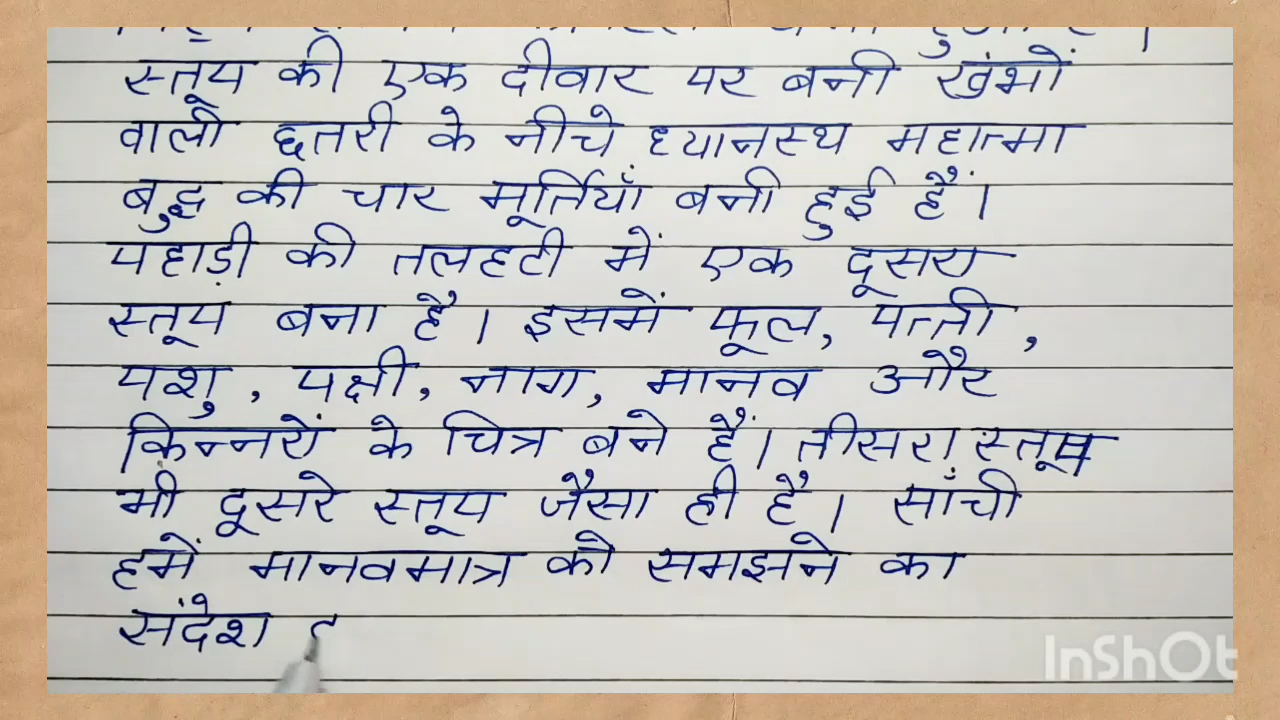 स्तूप की एक दीवार पर बनी खंभों
वाली छतरी के नीचे ध्यानस्थ महात्मा
बुद्ध की चार मूर्तियाँ बनी हुई हैं।
पहाड़ी की तलहटी में एक दूसरा
स्तूप बना है। इसमें फूल, पत्ती,
पशु, पक्षी, नाग, मानव और
किन्नरों के चित्र बने हैं। तीसरा स्तूप
भी दूसरे स्तूप जैसा ही है। साँची
हमें मानवमात्र को समझने का
संदेश
InShOt